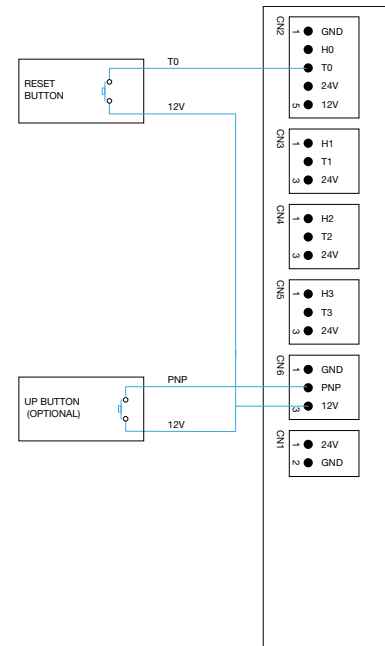 CN2
1 GND
H0
T0
24V
5 12V
T0
RESET
BUTTON
12V
CN3
1 H1
T1
3 24V
CN4
1 H2
T2
3 24V
CN5
1 H3
T3
3 24V
CN6
1 GND
PNP
3 12V
PNP
UP BUTTON
(OPTIONAL)
12V
CN1
1 24V
2 GND